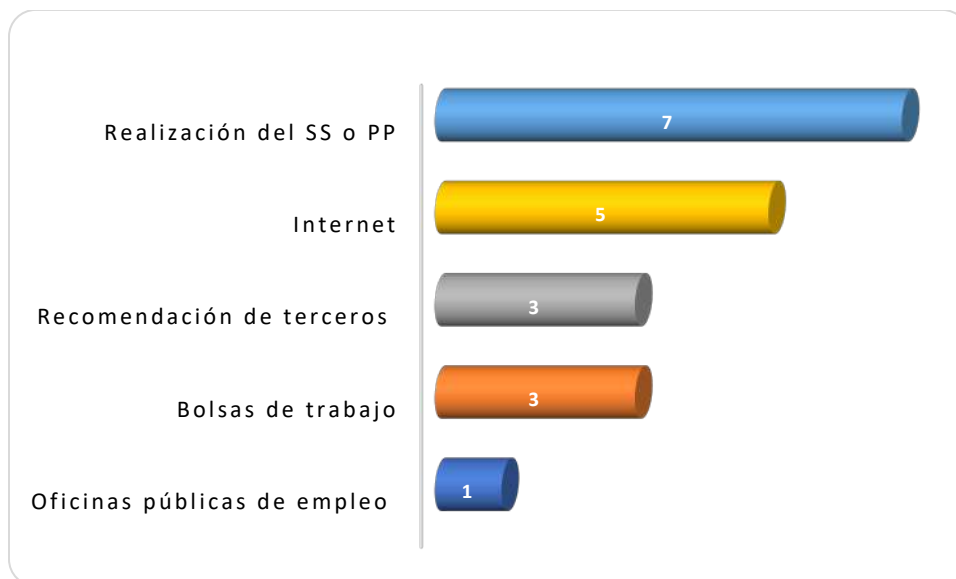 Realización del SS o PP
7
Internet
5
Recomendación de terceros
3
Bolsas de trabajo
3
Oficinas públicas de empleo
1